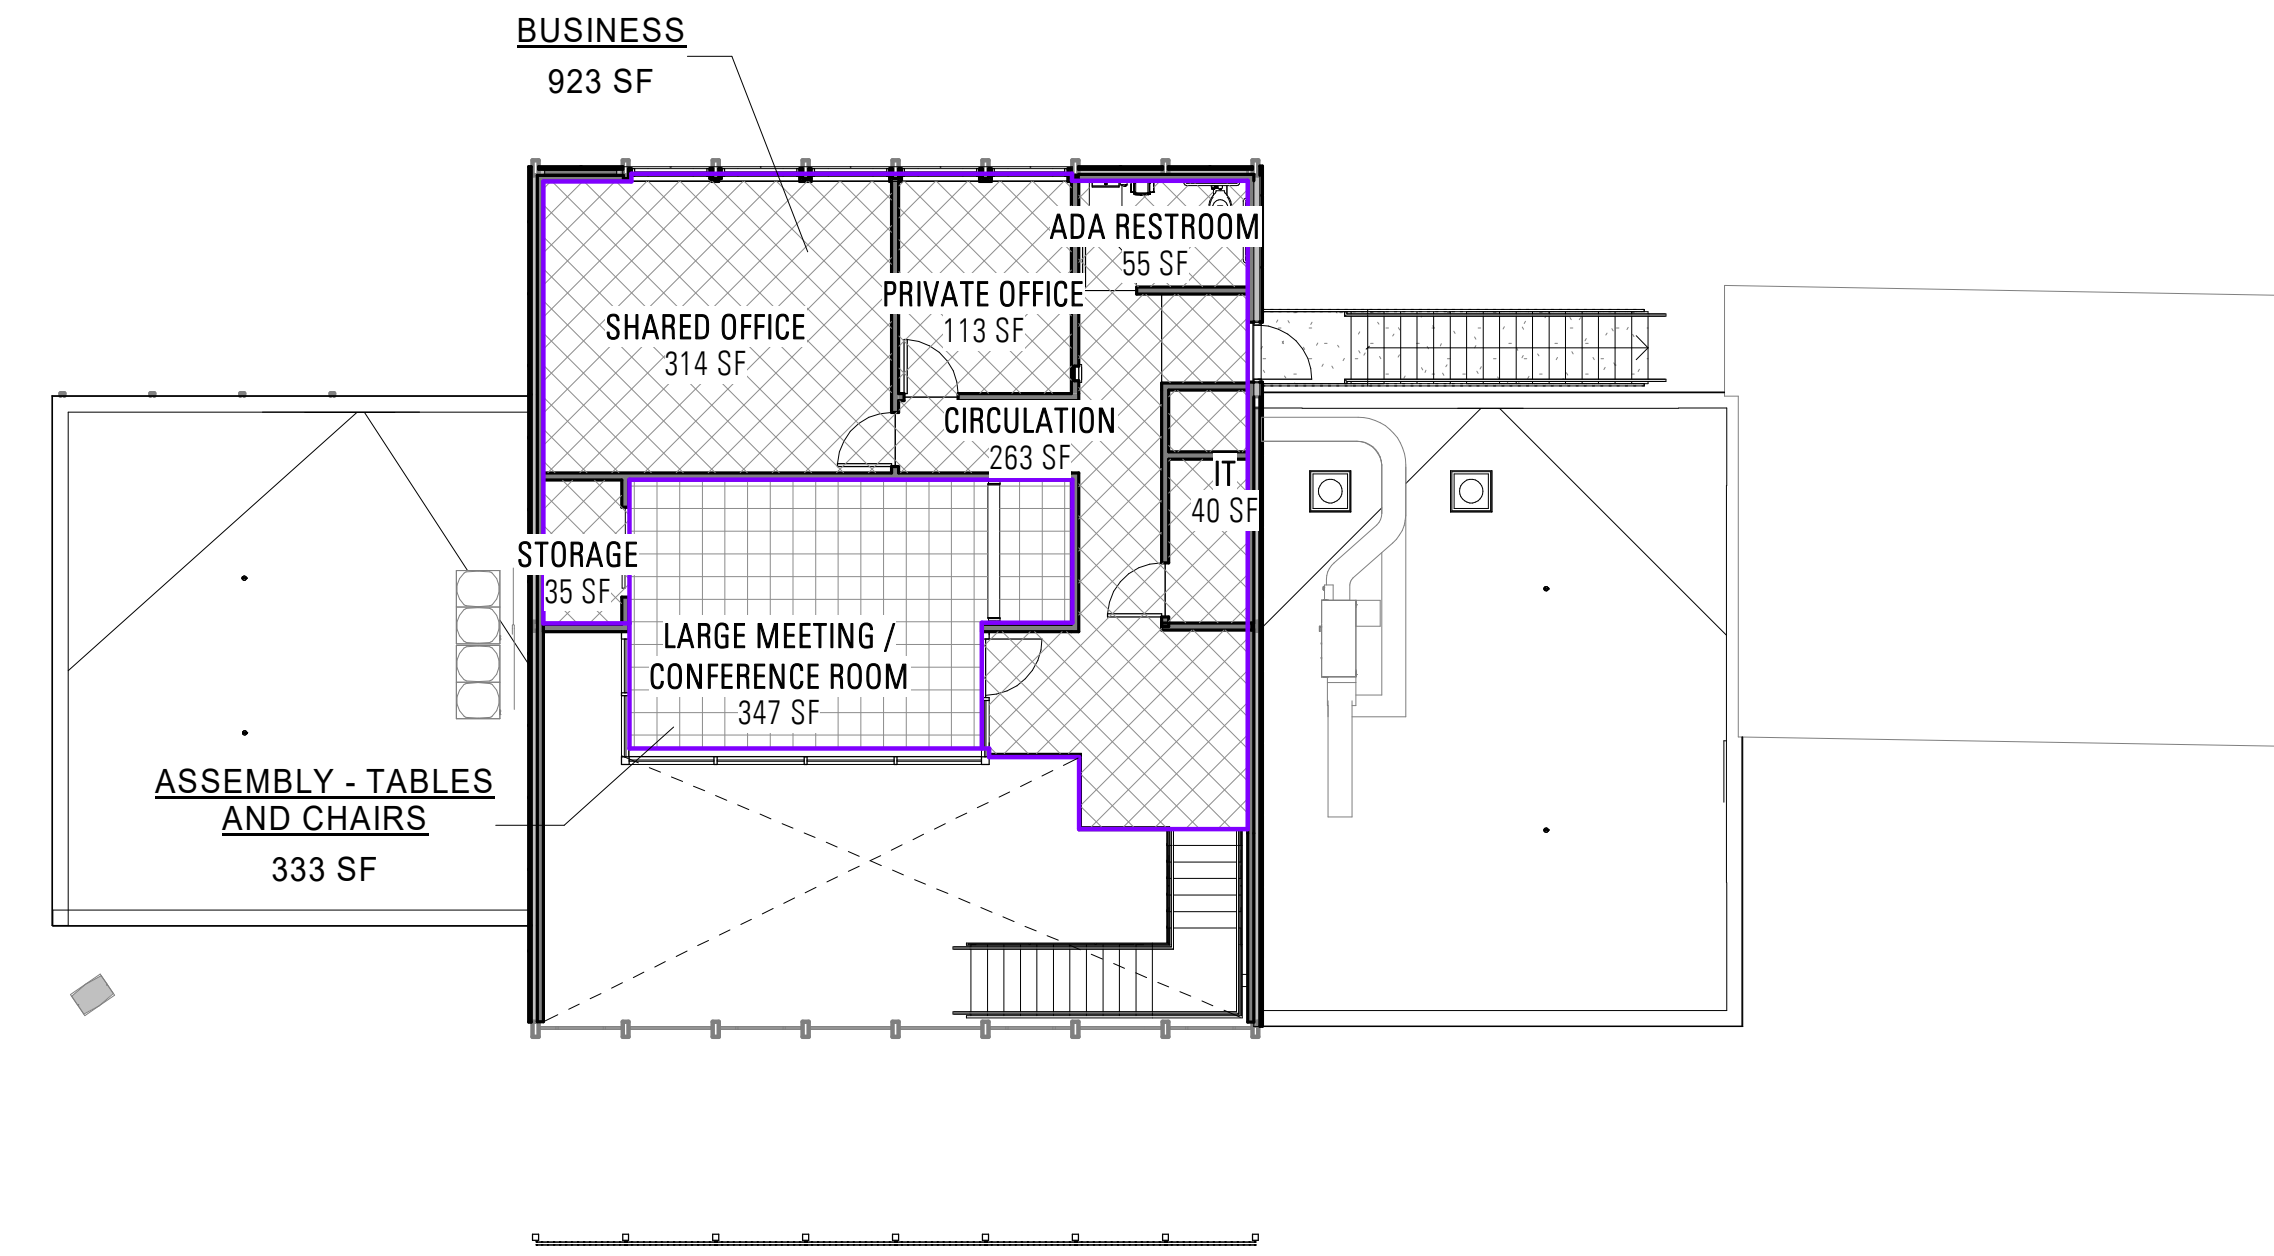 BUSINESS
923 SF
ADA RESTROOM
55 SF
PRIVATE OFFICE
113 SF
SHARED OFFICE
314 SF
CIRCULATION
263 SF
IT
40 SF
STORAGE
35 SF
LARGE MEETING /
CONFERENCE ROOM
347 SF
ASSEMBLY - TABLES
AND CHAIRS
333 SF